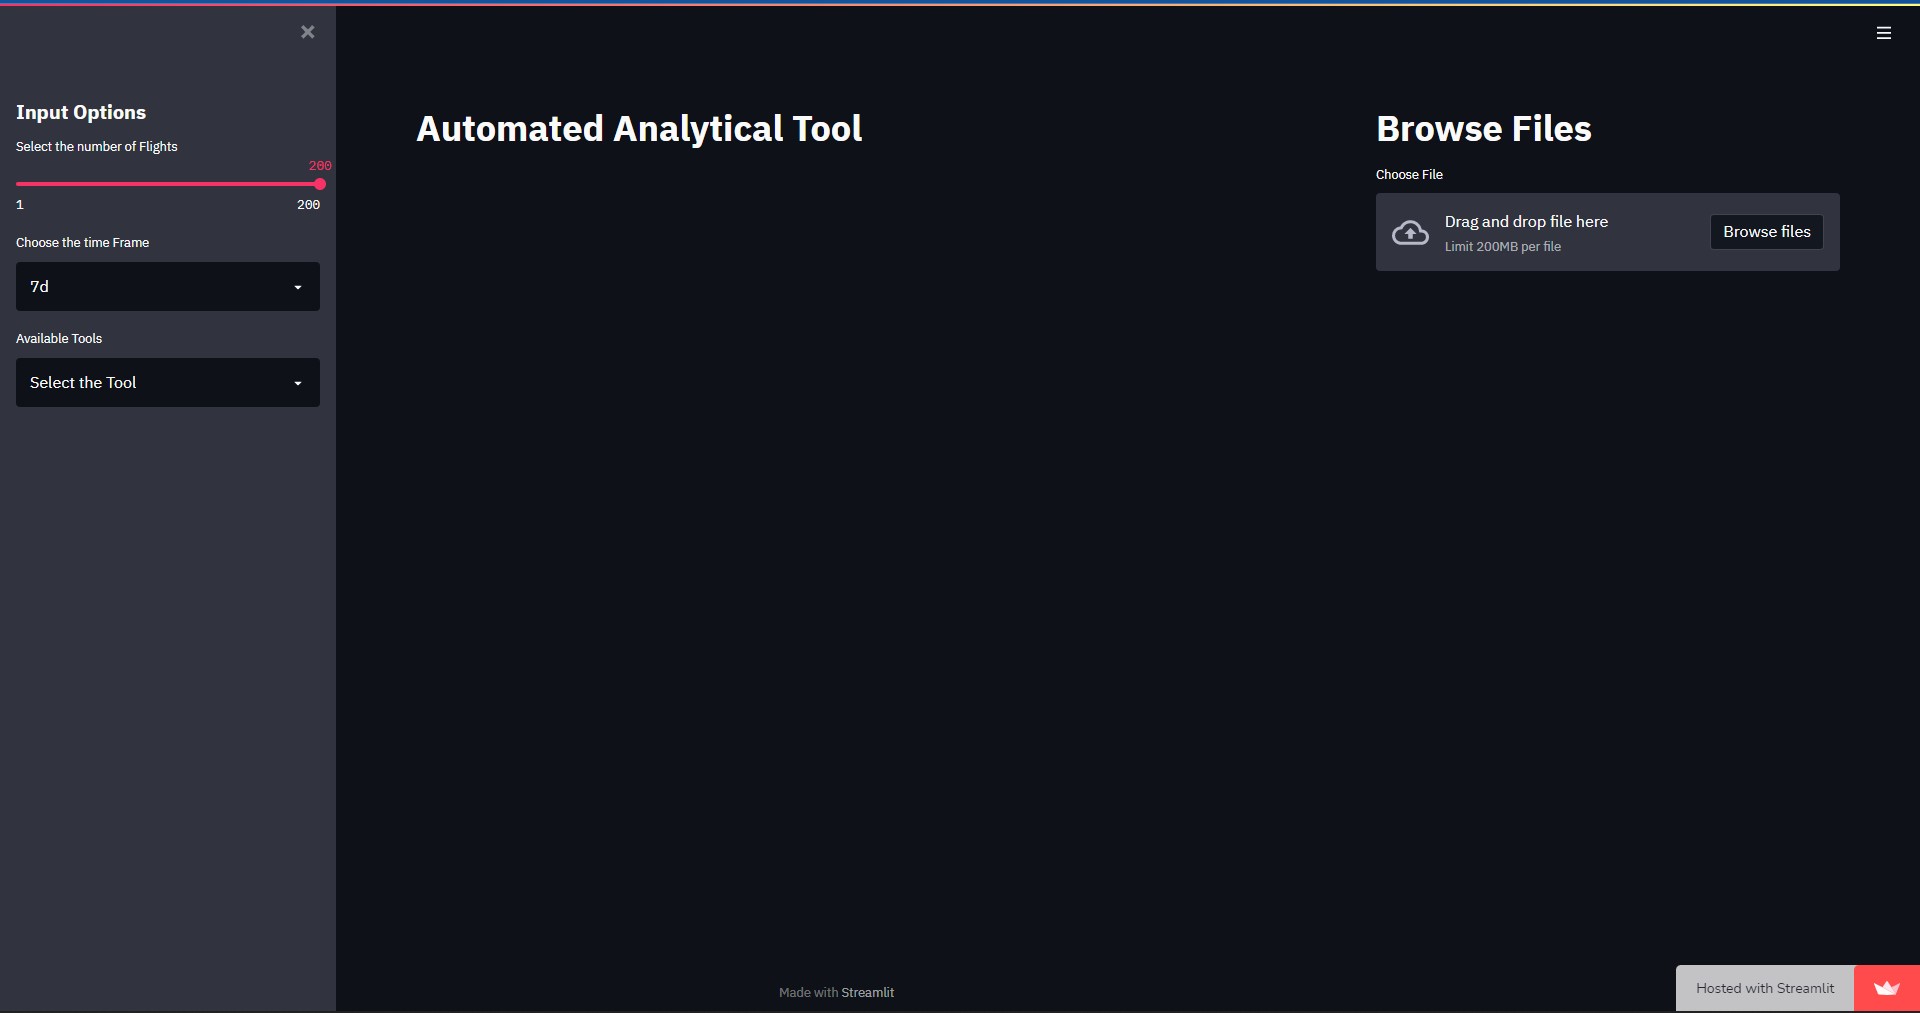 Input Options
Select the number of Flights
200
1 200
Choose the time Frame
7d
Available Tools
Select the Tool
Automated Analytical Tool
Browse Files
Choose File
Drag and drop file here
Limit 200MB per file
Browse files
Made with Streamlit
Hosted with Streamlit